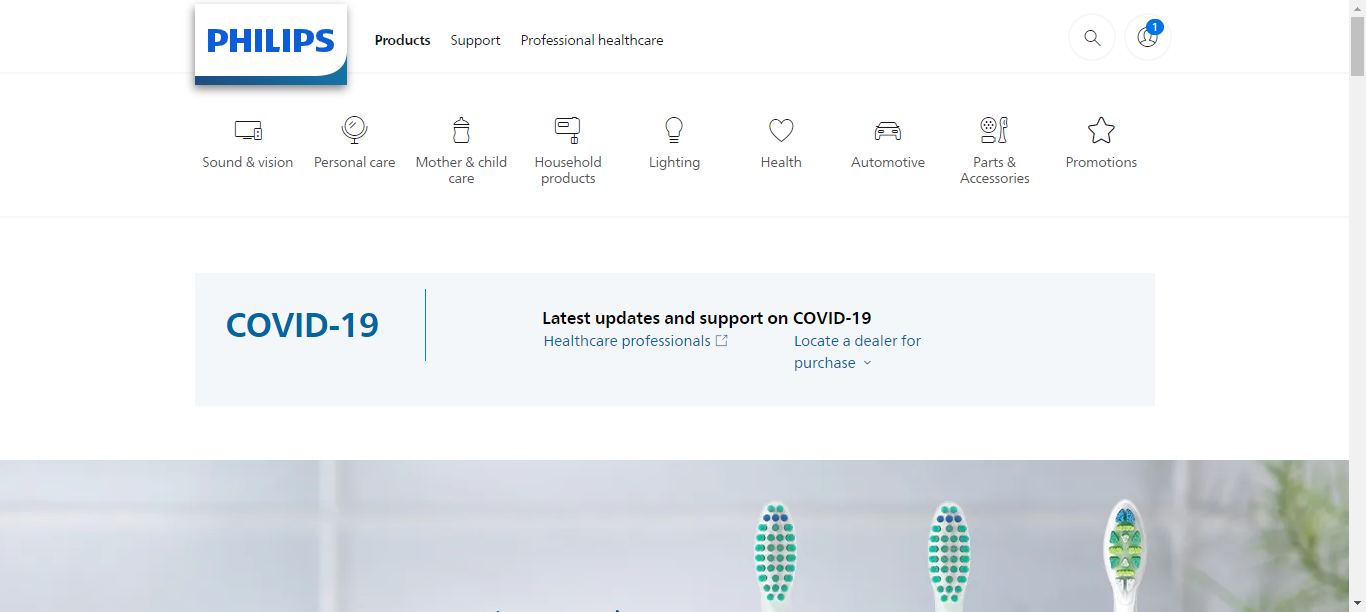 PHILIPS
Products
Support
Professional healthcare
1
Sound & vision
Personal care
Mother & child
care
Household
products
Lighting
Health
Automotive
Parts &
Accessories
Promotions
COVID-19
Latest updates and support on COVID-19
Healthcare professionals
Locate a dealer for
purchase